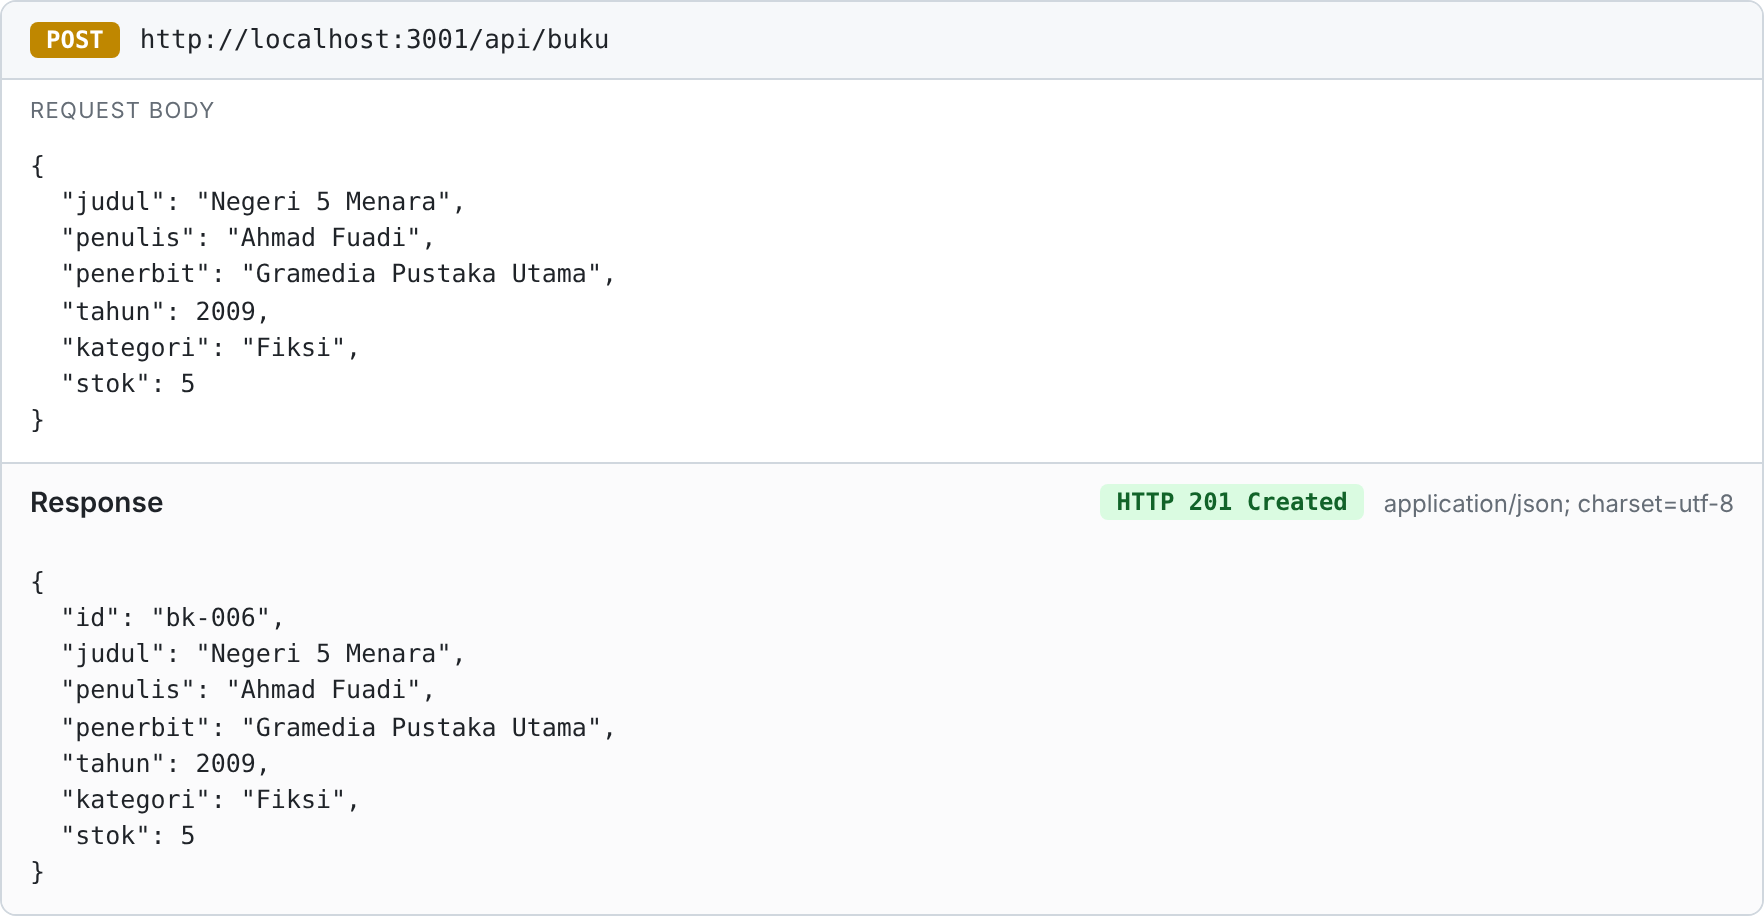 POST http://localhost:3001/api/buku
REQUEST BODY
{
  "judul": "Negeri 5 Menara",
  "penulis": "Ahmad Fuadi",
  "penerbit": "Gramedia Pustaka Utama",
  "tahun": 2009,
  "kategori": "Fiksi",
  "stok": 5
}
Response HTTP 201 Created application/json; charset=utf-8
{
  "id": "bk-006",
  "judul": "Negeri 5 Menara",
  "penulis": "Ahmad Fuadi",
  "penerbit": "Gramedia Pustaka Utama",
  "tahun": 2009,
  "kategori": "Fiksi",
  "stok": 5
}